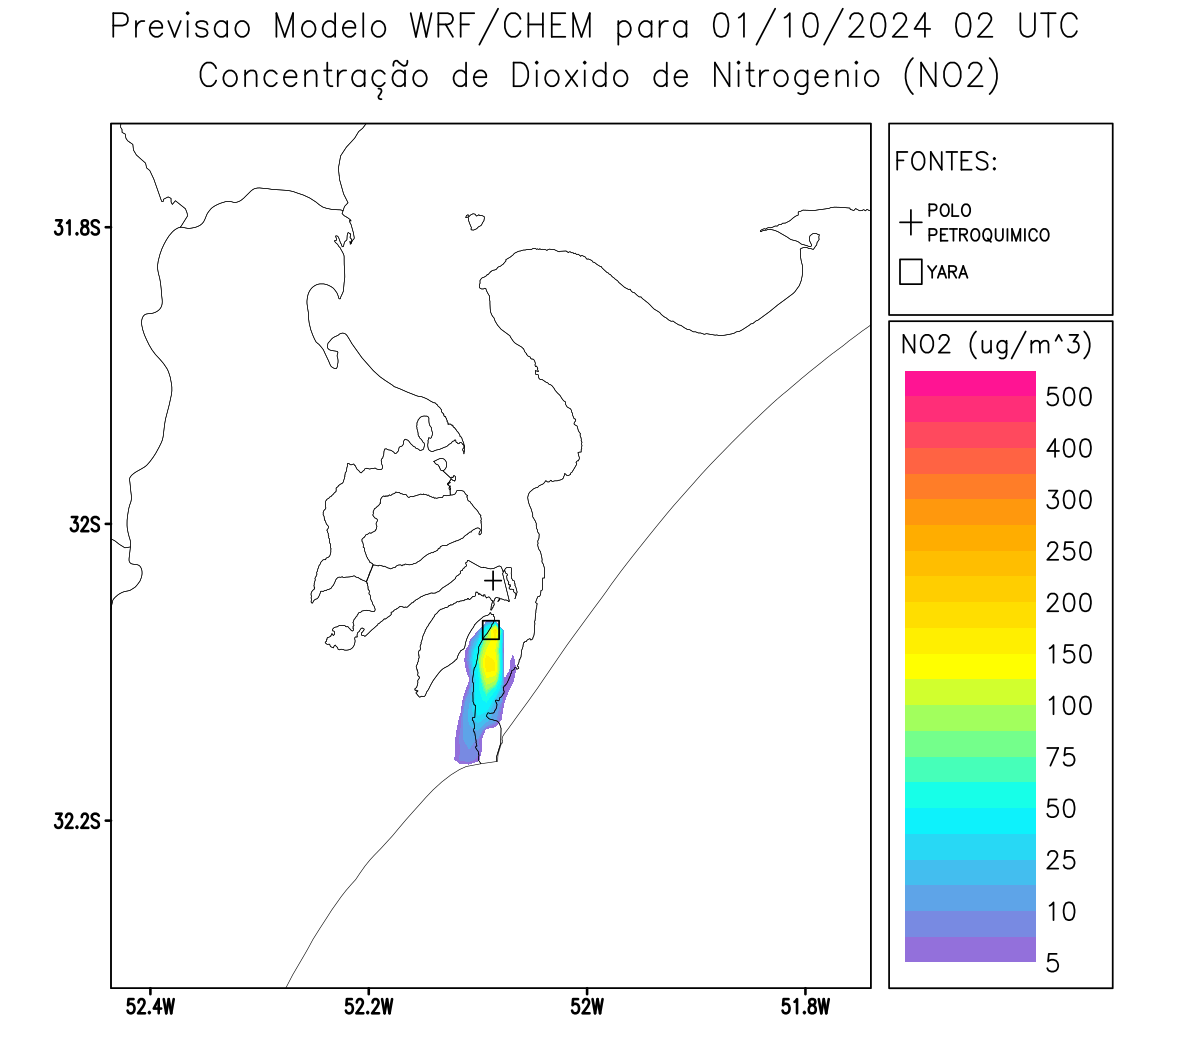 Previsao Modelo WRF/CHEM para 01/10/2024 02 UTC
Concentração de Dioxido de Nitrogenio (NO2)
FONTES:
POLO
PETROQUIMICO
YARA
NO2 (ug/m^3)
500
400
300
250
200
150
100
75
50
25
10
5
31.8S
32S
32.2S
52.4W
52.2W
52W
51.8W